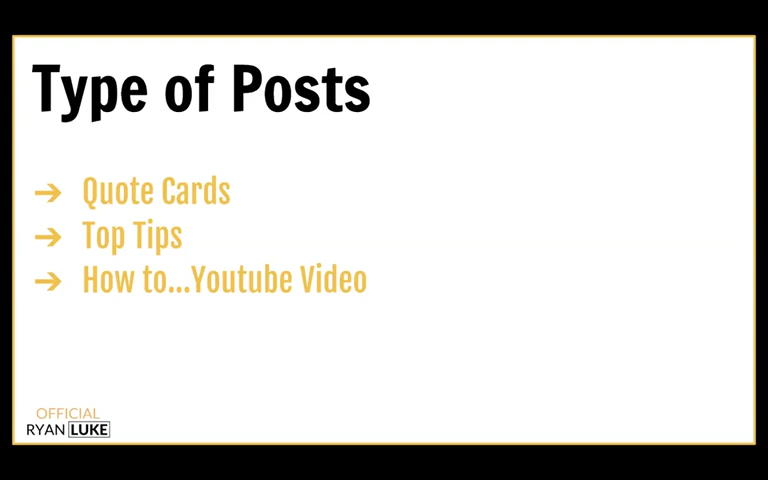 Type of Posts
➔ Quote Cards
➔ Top Tips
➔ How to...Youtube Video
OFFICIAL
RYAN LUKE